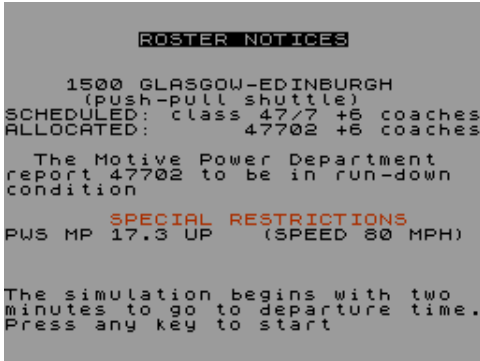 ROSTER NOTICES
1500 GLASGOW-EDINBURGH
(push-pull shuttle)
SCHEDULED: class 47/7 +6 coaches
ALLOCATED: 47702 +6 coaches
The Motive Power Department
report 47702 to be in run-down
condition
SPECIAL RESTRICTIONS
PWS MP 17.3 UP (SPEED 80 MPH)
The simulation begins with two
minutes to go to departure time.
Press any key to start